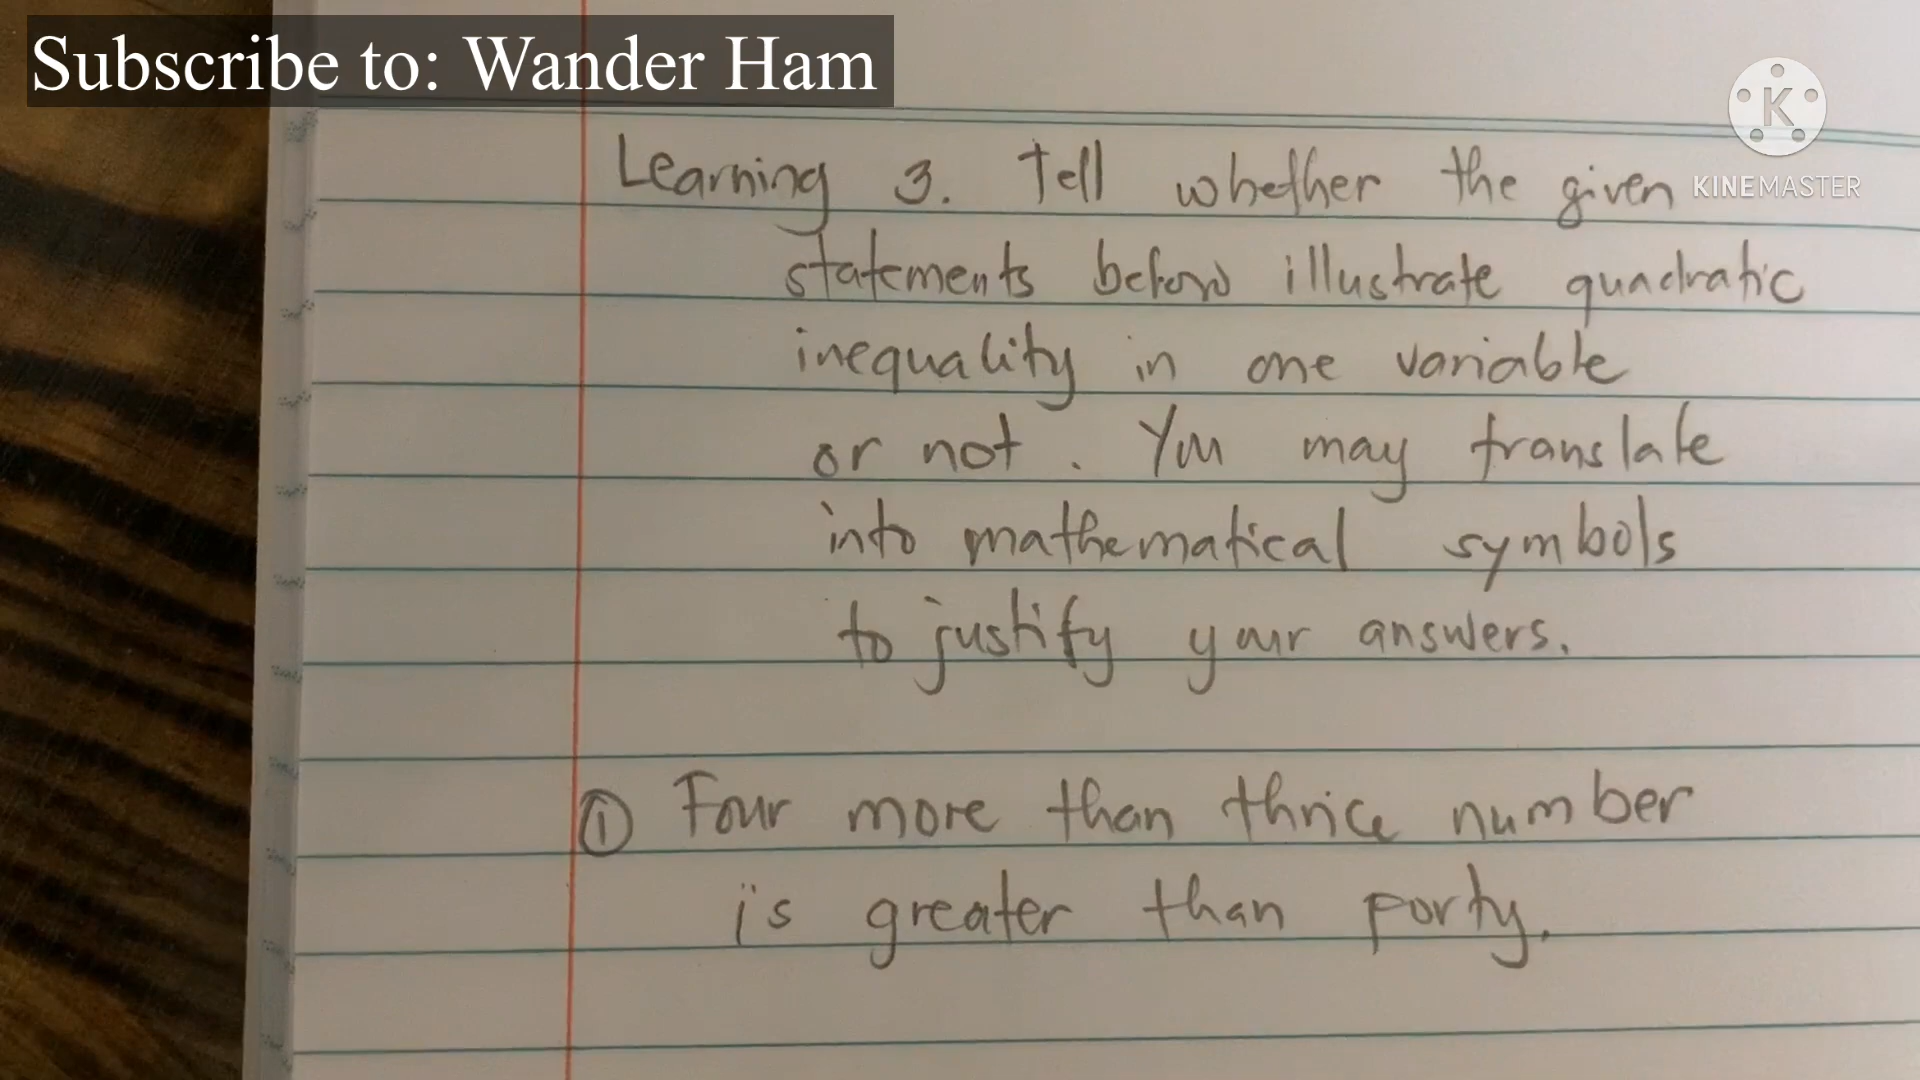 Subscribe to: Wander Ham
K
KINEMASTER
Learning 3. Tell whether the given
statements below illustrate quadratic
inequality in one variable
or not. You may translate
into mathematical symbols
to justify your answers.
① Four more than thrice number
is greater than porty.